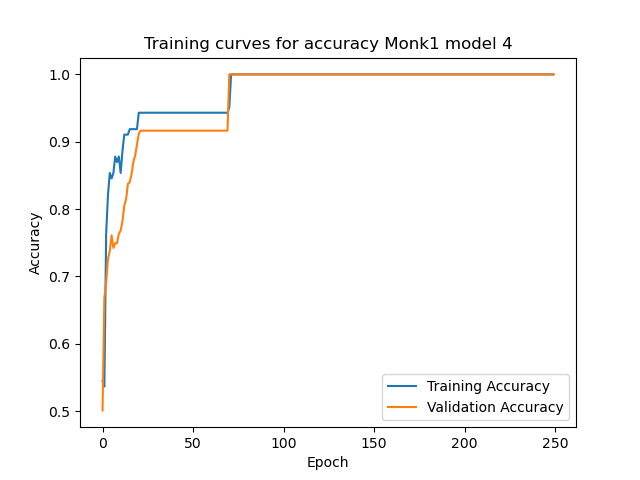 Training curves for accuracy Monk1 model 4
1.0
0.9
0.8
0.7
0.6
0.5
Accuracy
0 50 100 150 200 250
Epoch
Training Accuracy
Validation Accuracy